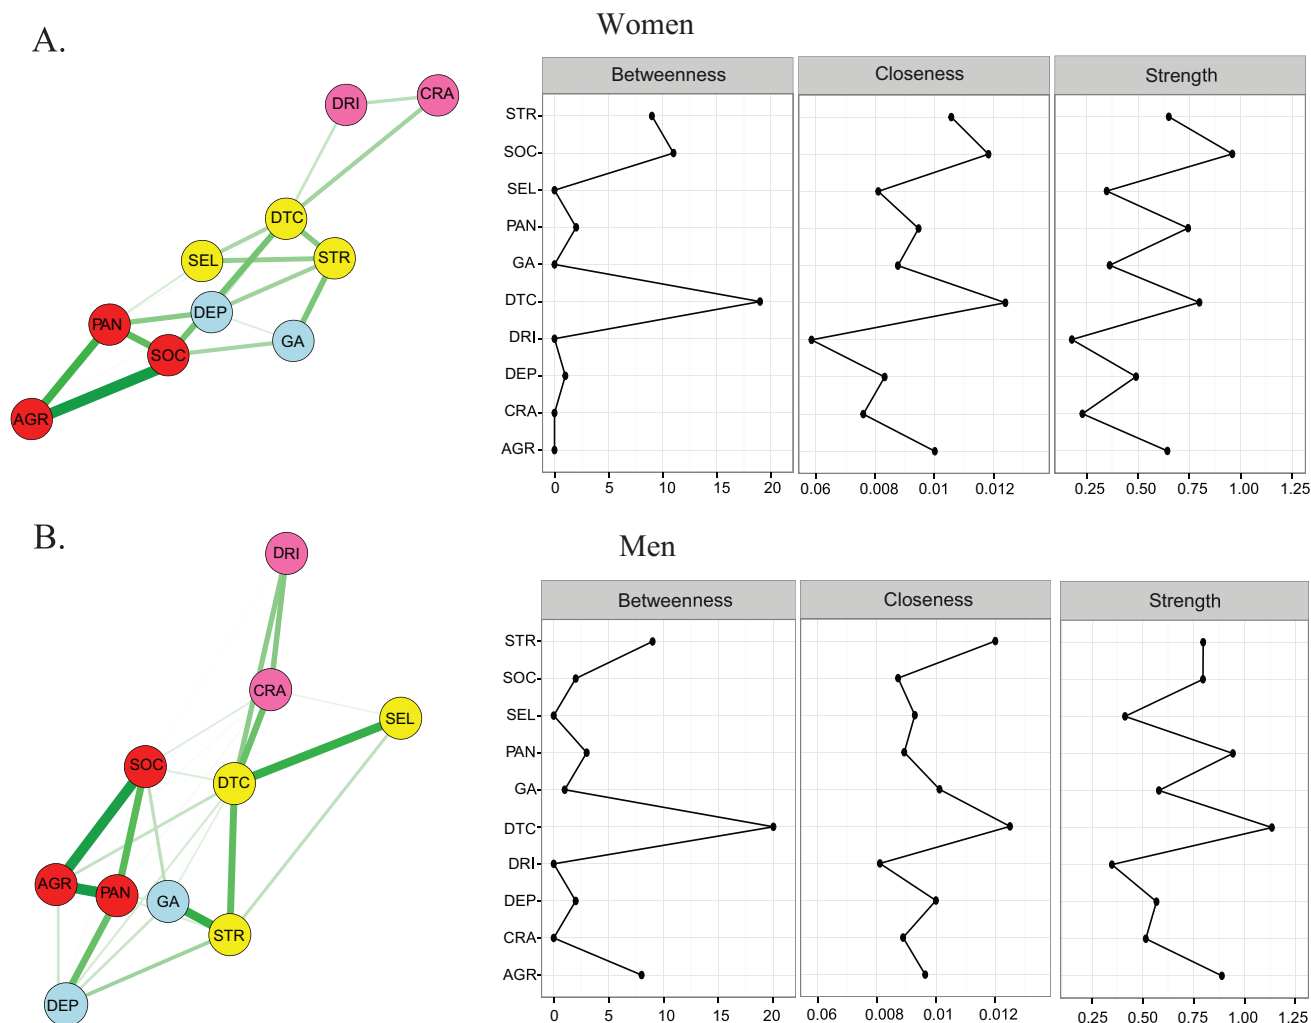 A.
Women
DRI
CRA
DTC
SEL
STR
DEP
PAN
GA
SOC
AGR
Betweenness
Closeness
Strength
STR
SOC
SEL
PAN
GA
DTC
DRI
DEP
CRA
AGR
0 5 10 15 20
0.06 0.008 0.01 0.012
0.25 0.50 0.75 1.00 1.25
B.
Men
DRI
CRA
SEL
SOC
DTC
AGR
PAN
GA
STR
DEP
Betweenness
Closeness
Strength
STR
SOC
SEL
PAN
GA
DTC
DRI
DEP
CRA
AGR
0 5 10 15 20
0.06 0.008 0.01 0.012
0.25 0.50 0.75 1.00 1.25